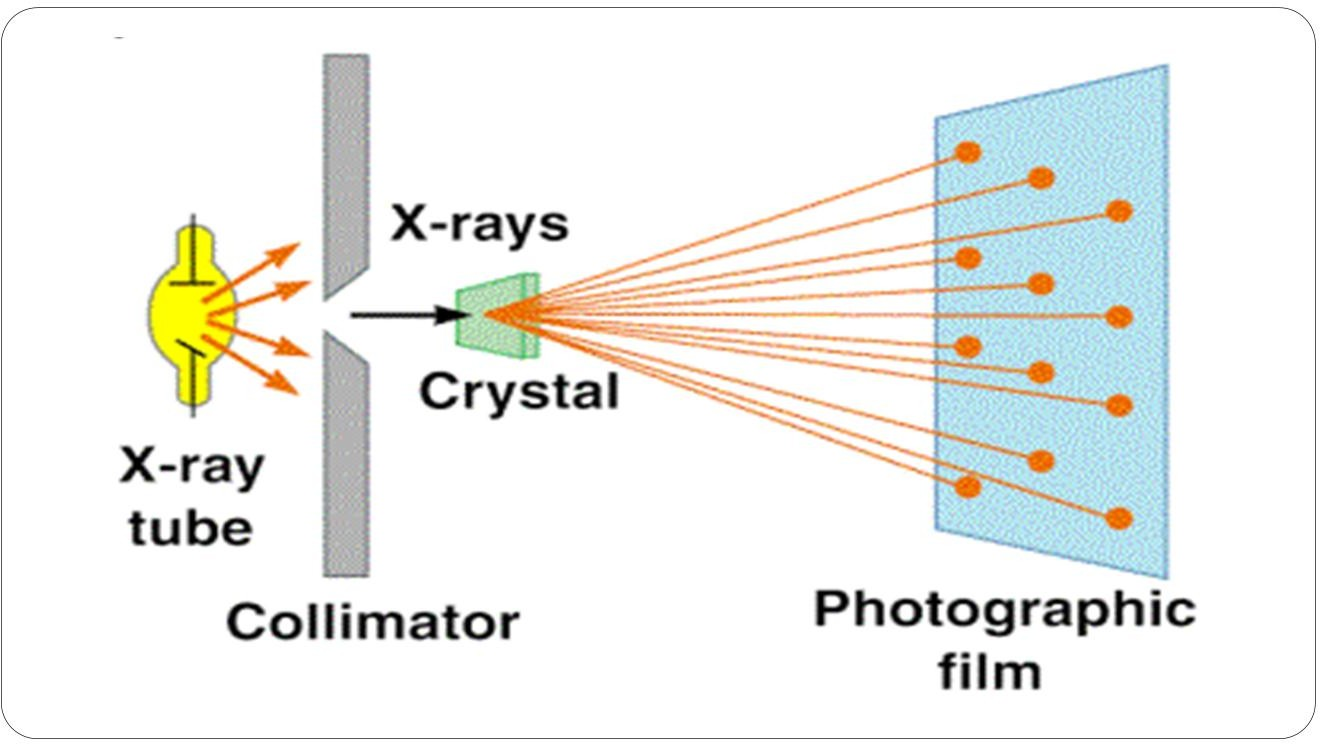 X-rays
Crystal
X-ray
tube
Collimator
Photographic
film